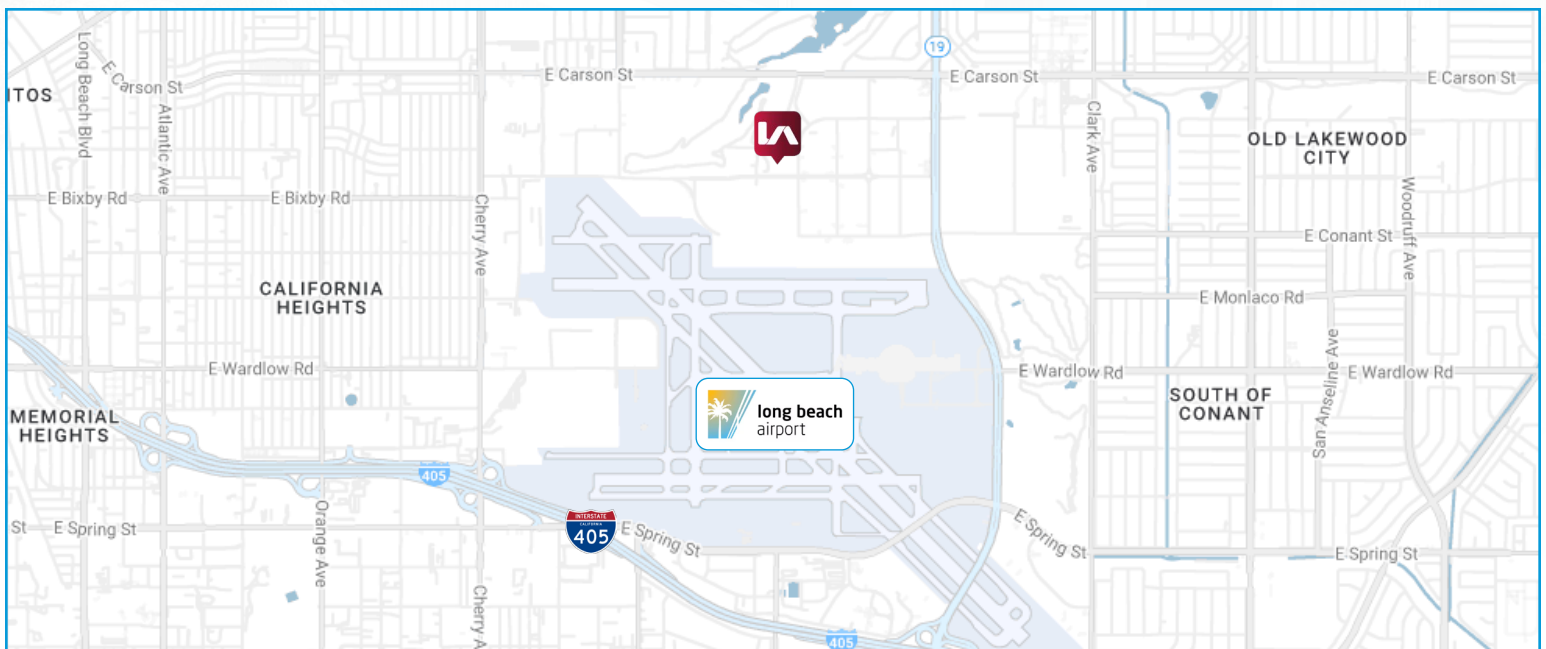 19
E Carson St
E Carson St
E Carson St
E Carson St
Long Beach Blvd
ITOS
Atlantic Ave
Clark Ave
LA
OLD LAKEWOOD
CITY
E Bixby Rd
E Bixby Rd
Cherry Ave
Woodruff Ave
E Conant St
CALIFORNIA
HEIGHTS
E Monlaco Rd
E Wardlow Rd
E Wardlow Rd
E Wardlow Rd
San Anseline Ave
MEMORIAL
HEIGHTS
long beach
airport
SOUTH OF
CONANT
405
INTERSTATE
CALIFORNIA
405
St
E Spring St
Orange Ave
E Spring St
E Spring St
E Spring St
Cherry A
405